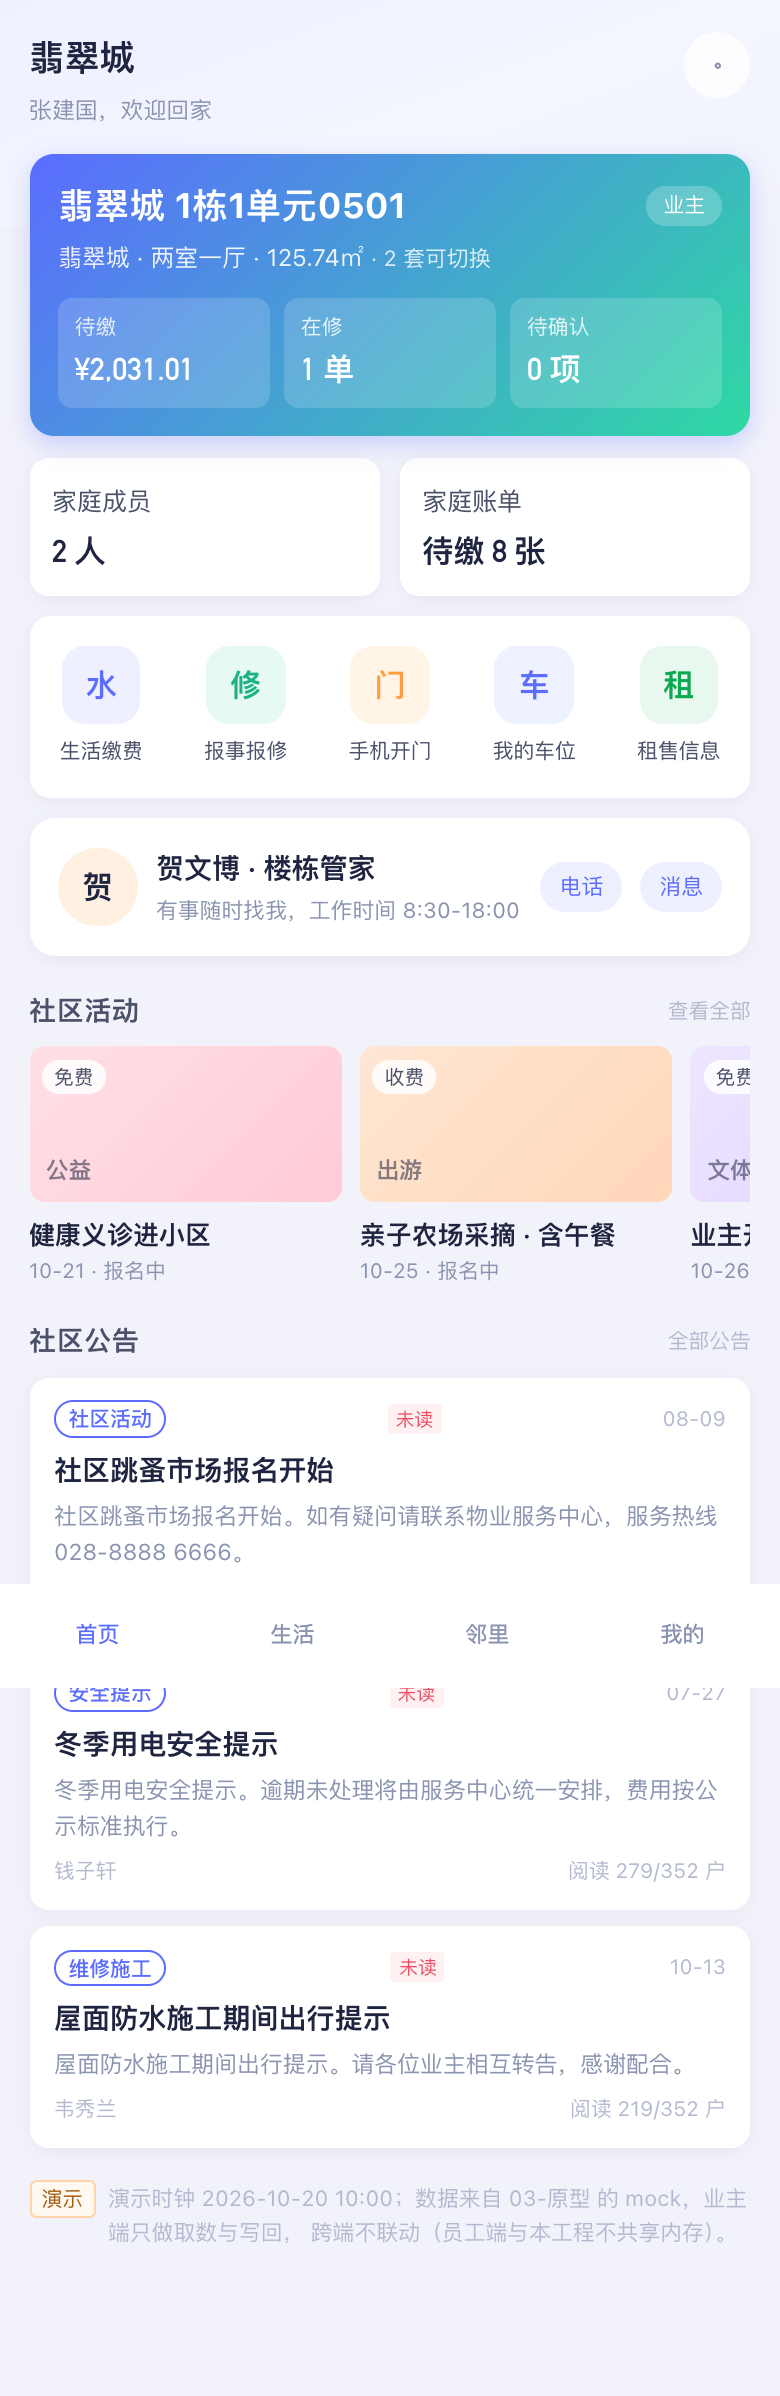 翡翠城
张建国，欢迎回家
翡翠城 1栋1单元0501
业主
翡翠城 · 两室一厅 · 125.74㎡ · 2 套可切换
待缴
在修
待确认
¥2,031.01
1 单
0 项
家庭成员
家庭账单
2 人
待缴 8 张
水
修
门
车
租
生活缴费
报事报修
手机开门
我的车位
租售信息
贺
贺文博 · 楼栋管家
有事随时找我，工作时间 8:30-18:00
电话
消息
社区活动
查看全部
免费
收费
免费
公益
出游
文体
健康义诊进小区
亲子农场采摘 · 含午餐
业主
10-21 · 报名中
10-25 · 报名中
10-26
社区公告
全部公告
社区活动
未读
08-09
社区跳蚤市场报名开始
社区跳蚤市场报名开始。如有疑问请联系物业服务中心，服务热线
028-8888 6666。
首页
生活
邻里
我的
安全提示
未读
07-27
冬季用电安全提示
冬季用电安全提示。逾期未处理将由服务中心统一安排，费用按公
示标准执行。
钱子轩
阅读 279/352 户
维修施工
未读
10-13
屋面防水施工期间出行提示
屋面防水施工期间出行提示。请各位业主相互转告，感谢配合。
韦秀兰
阅读 219/352 户
演示
演示时钟 2026-10-20 10:00；数据来自 03-原型 的 mock，业主
端只做取数与写回， 跨端不联动（员工端与本工程不共享内存）。